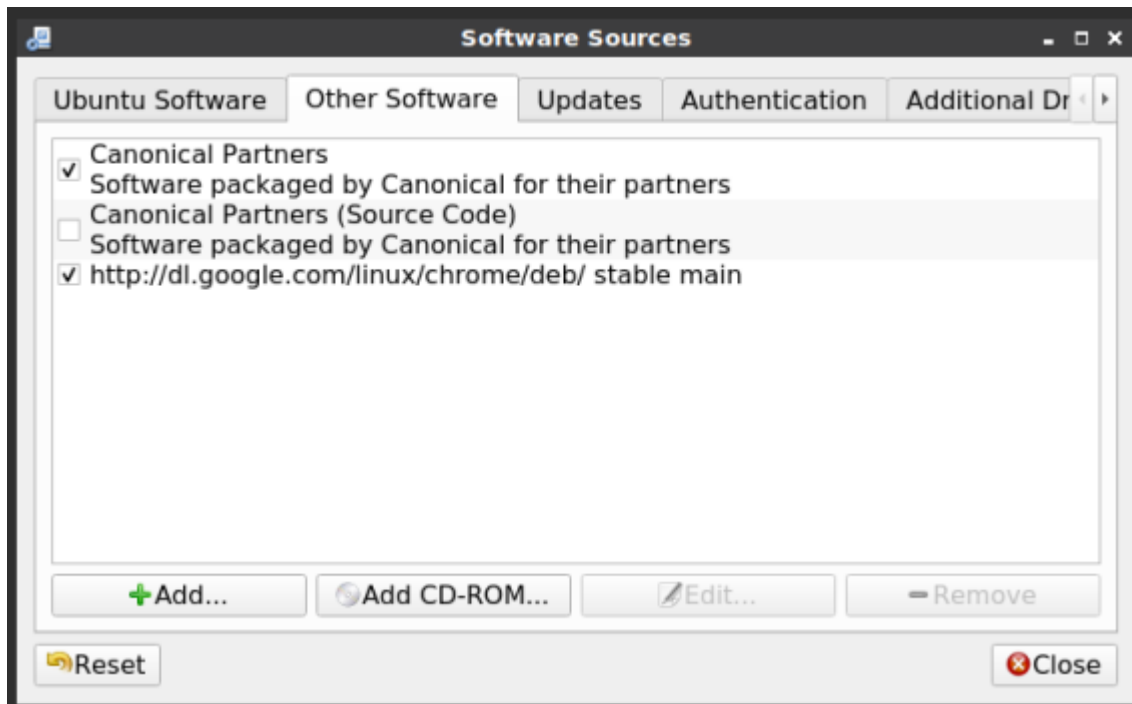 Software Sources
Ubuntu Software Other Software Updates Authentication Additional Dr
Canonical Partners
Software packaged by Canonical for their partners
Canonical Partners (Source Code)
Software packaged by Canonical for their partners
http://dl.google.com/linux/chrome/deb/ stable main
Add... Add CD-ROM... Edit... Remove
Reset Close